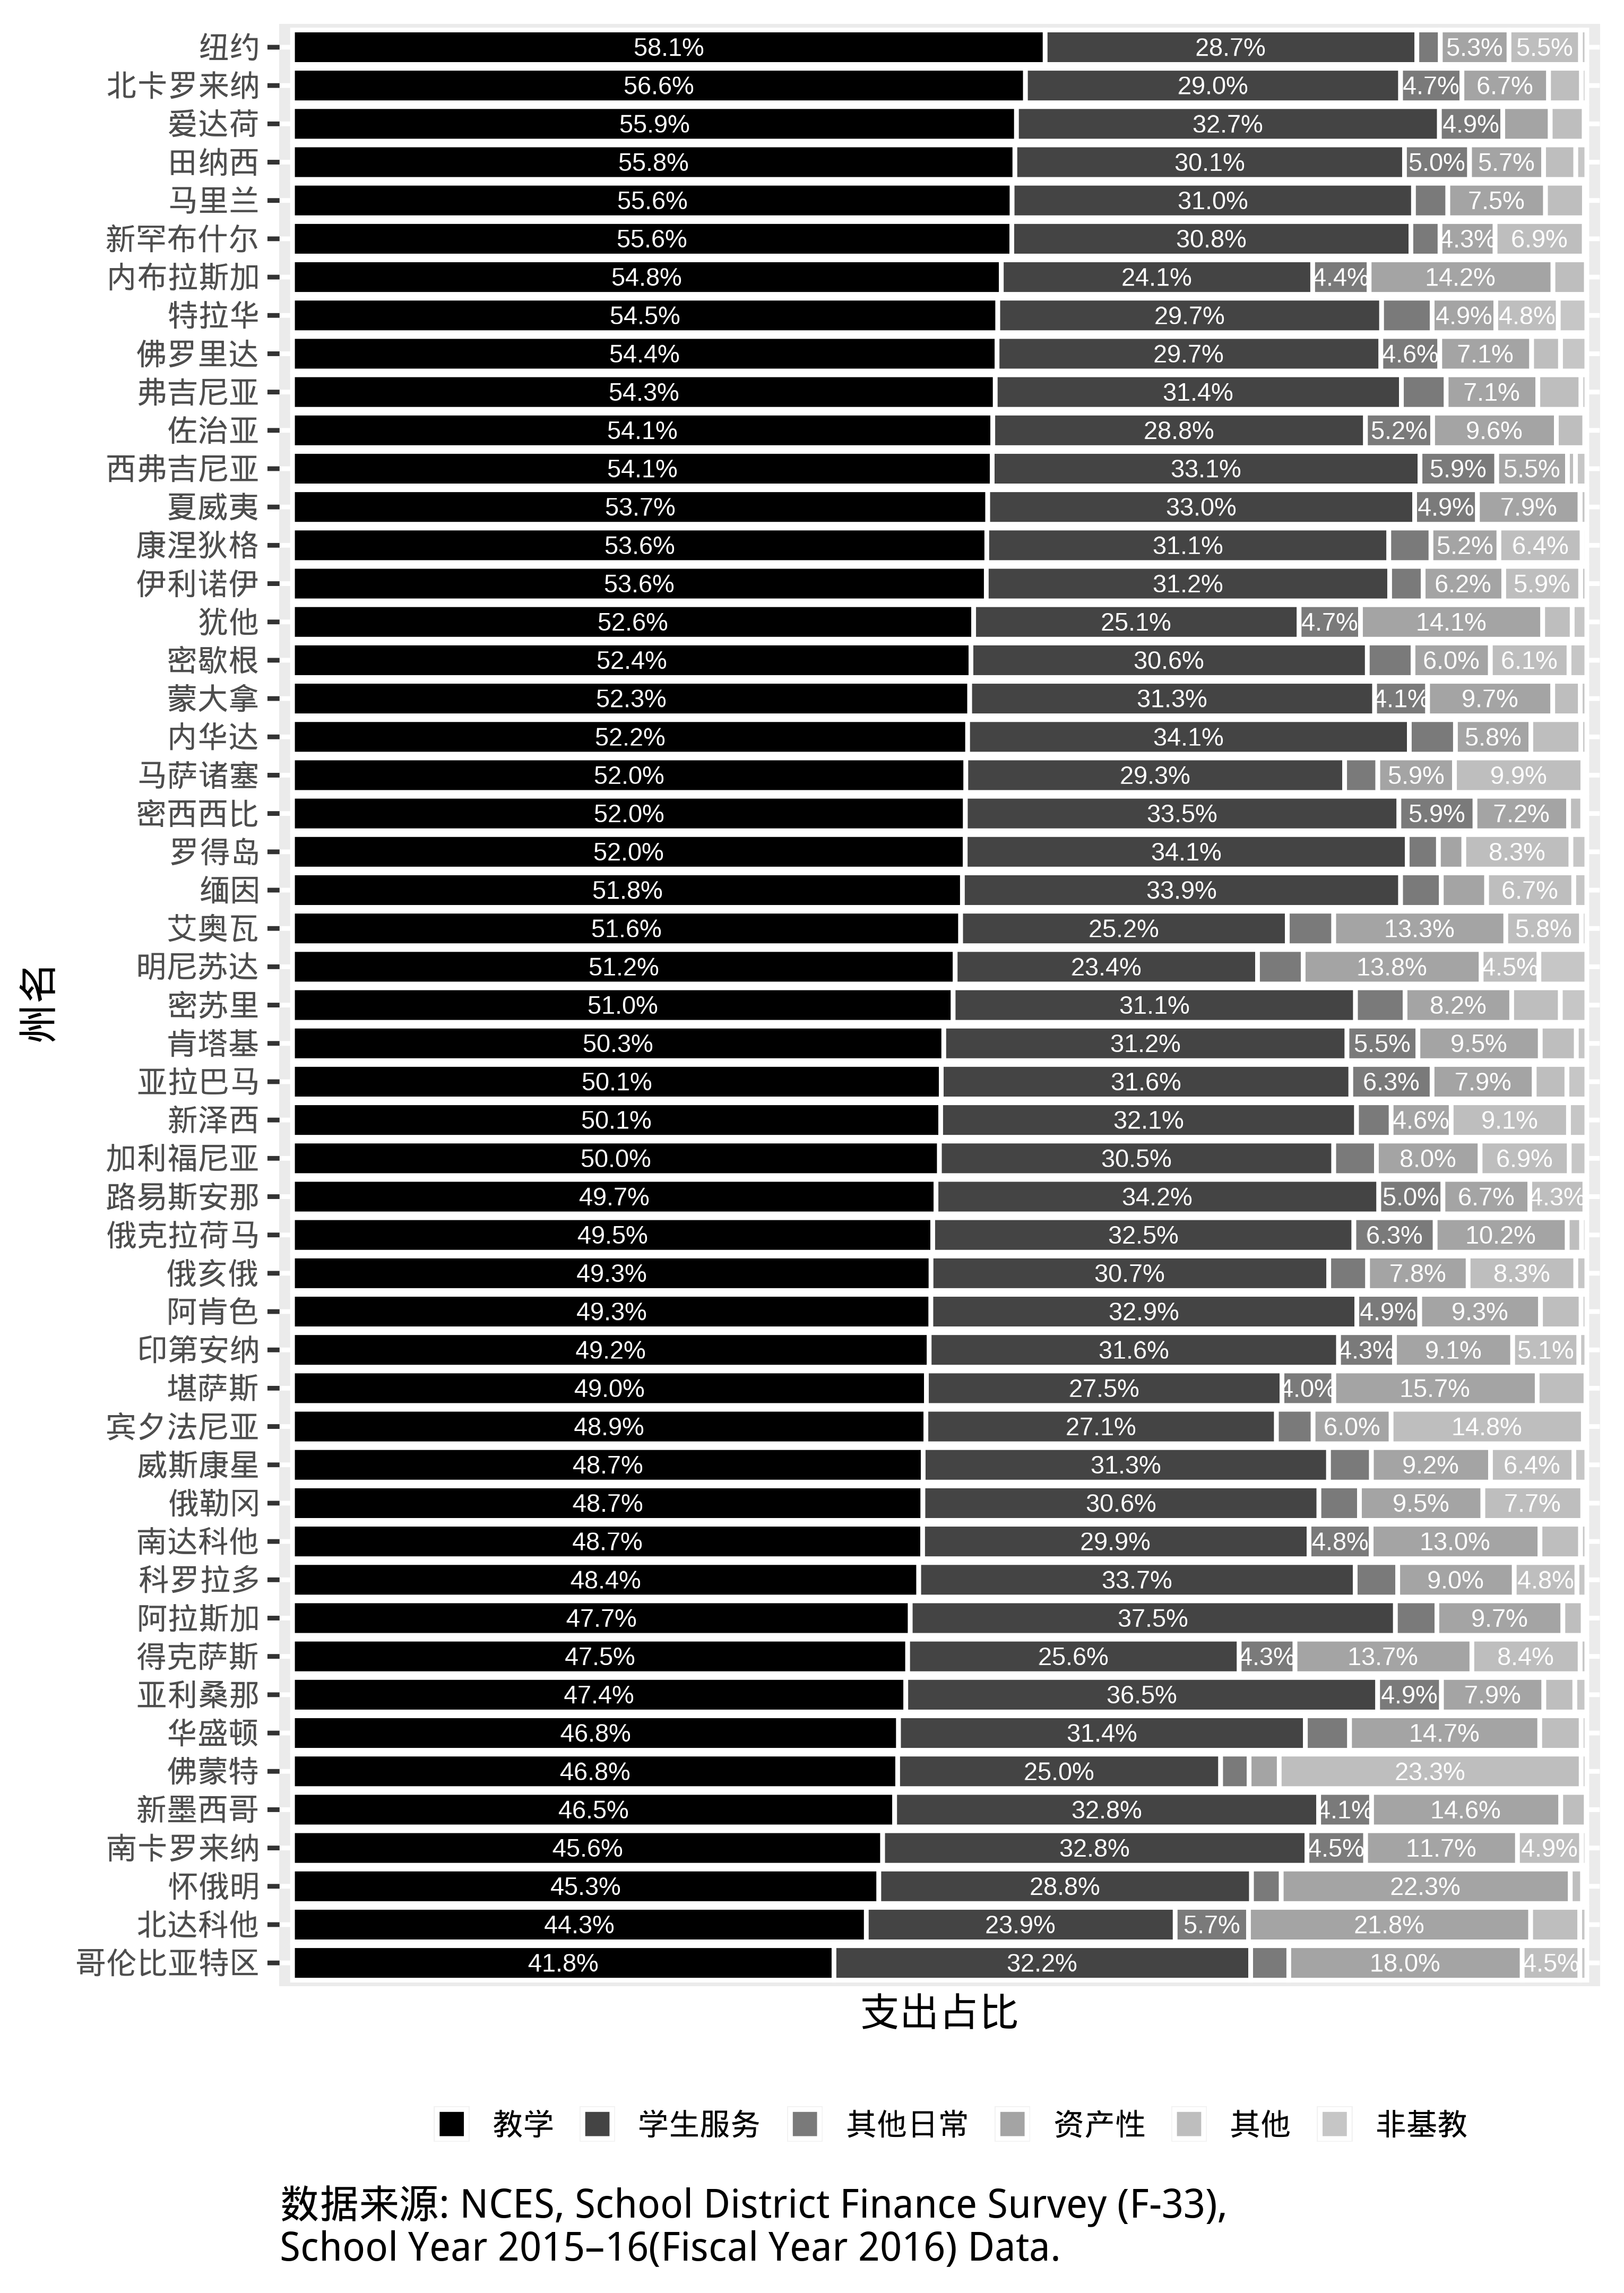 纽约 58.1% 28.7% 5.3% 5.5%
北卡罗来纳 56.6% 29.0% 4.7% 6.7%
爱达荷 55.9% 32.7% 4.9%
田纳西 55.8% 30.1% 5.0% 5.7%
马里兰 55.6% 31.0% 7.5%
新罕布什尔 55.6% 30.8% 4.3% 6.9%
内布拉斯加 54.8% 24.1% 4.4% 14.2%
特拉华 54.5% 29.7% 4.9% 4.8%
佛罗里达 54.4% 29.7% 4.6% 7.1%
弗吉尼亚 54.3% 31.4% 7.1%
佐治亚 54.1% 28.8% 5.2% 9.6%
西弗吉尼亚 54.1% 33.1% 5.9% 5.5%
夏威夷 53.7% 33.0% 4.9% 7.9%
康涅狄格 53.6% 31.1% 5.2% 6.4%
伊利诺伊 53.6% 31.2% 6.2% 5.9%
犹他 52.6% 25.1% 4.7% 14.1%
密歇根 52.4% 30.6% 6.0% 6.1%
蒙大拿 52.3% 31.3% 4.1% 9.7%
内华达 52.2% 34.1% 5.8%
马萨诸塞 52.0% 29.3% 5.9% 9.9%
密西西比 52.0% 33.5% 5.9% 7.2%
罗得岛 52.0% 34.1% 8.3%
缅因 51.8% 33.9% 6.7%
艾奥瓦 51.6% 25.2% 13.3% 5.8%
明尼苏达 51.2% 23.4% 13.8% 4.5%
密苏里 51.0% 31.1% 8.2%
肯塔基 50.3% 31.2% 5.5% 9.5%
亚拉巴马 50.1% 31.6% 6.3% 7.9%
新泽西 50.1% 32.1% 4.6% 9.1%
加利福尼亚 50.0% 30.5% 8.0% 6.9%
路易斯安那 49.7% 34.2% 5.0% 6.7% 4.3%
俄克拉荷马 49.5% 32.5% 6.3% 10.2%
俄亥俄 49.3% 30.7% 7.8% 8.3%
阿肯色 49.3% 32.9% 4.9% 9.3%
印第安纳 49.2% 31.6% 4.3% 9.1% 5.1%
堪萨斯 49.0% 27.5% 4.0% 15.7%
宾夕法尼亚 48.9% 27.1% 6.0% 14.8%
威斯康星 48.7% 31.3% 9.2% 6.4%
俄勒冈 48.7% 30.6% 9.5% 7.7%
南达科他 48.7% 29.9% 4.8% 13.0%
科罗拉多 48.4% 33.7% 9.0% 4.8%
阿拉斯加 47.7% 37.5% 9.7%
得克萨斯 47.5% 25.6% 4.3% 13.7% 8.4%
亚利桑那 47.4% 36.5% 4.9% 7.9%
华盛顿 46.8% 31.4% 14.7%
佛蒙特 46.8% 25.0% 23.3%
新墨西哥 46.5% 32.8% 4.1% 14.6%
南卡罗来纳 45.6% 32.8% 4.5% 11.7% 4.9%
怀俄明 45.3% 28.8% 22.3%
北达科他 44.3% 23.9% 5.7% 21.8%
哥伦比亚特区 41.8% 32.2% 18.0% 4.5%
州名
支出占比
教学 学生服务 其他日常 资产性 其他 非基教
数据来源: NCES, School District Finance Survey (F-33),
School Year 2015–16(Fiscal Year 2016) Data.